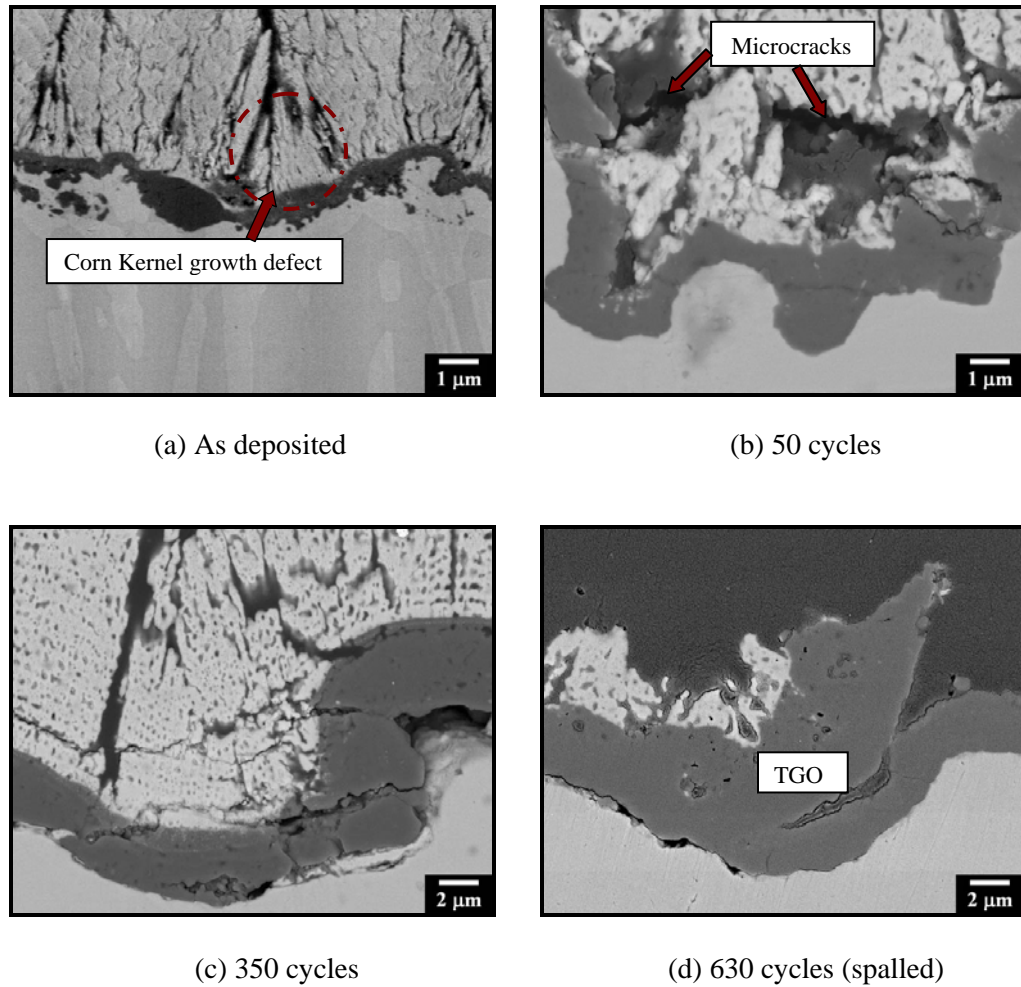 Microcracks
Corn Kernel growth defect
1 μm
1 μm
(a) As deposited
(b) 50 cycles
TGO
2 μm
2 μm
(c) 350 cycles
(d) 630 cycles (spalled)